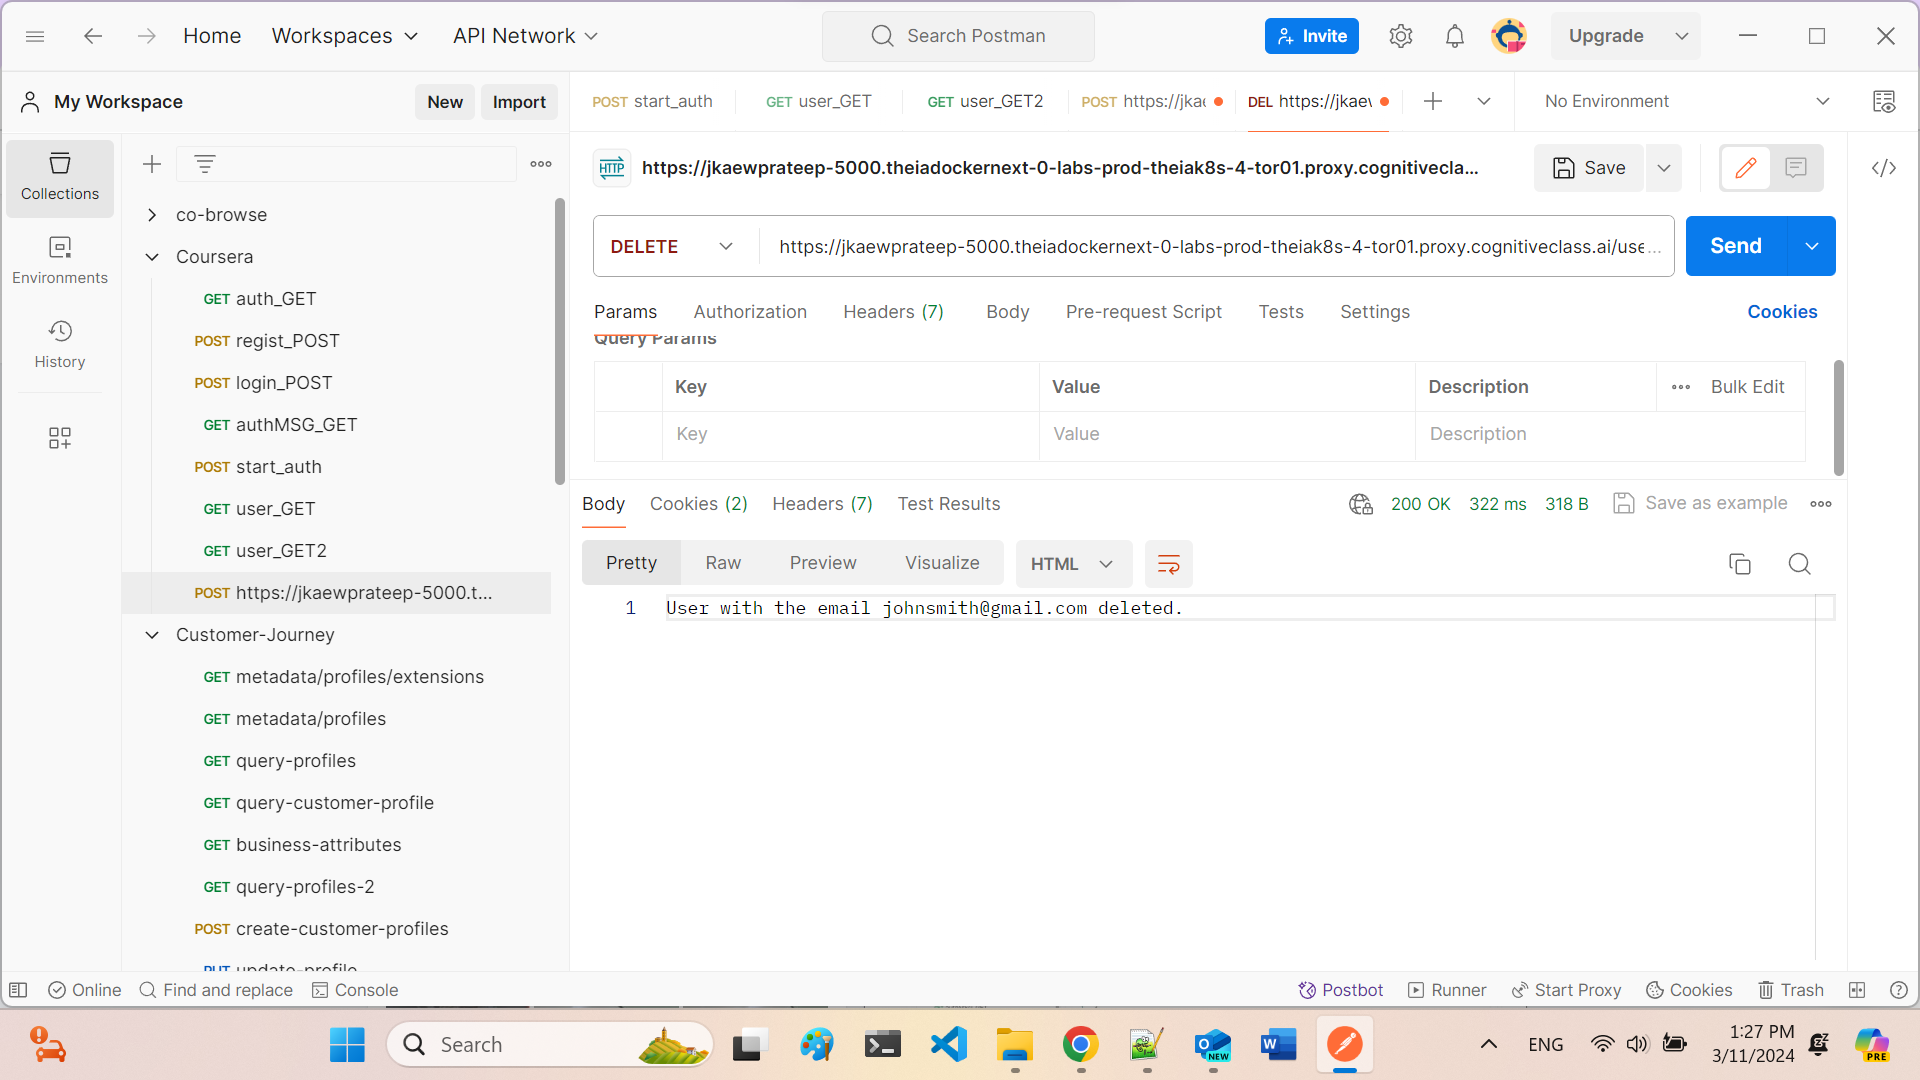 Home Workspaces API Network Search Postman Invite Upgrade
My Workspace New Import
POST start_auth GET user_GET GET user_GET2 POST https://jkae DEL https://jkaew No Environment
Collections
Environments
History
co-browse
Coursera
GET auth_GET
POST regist_POST
POST login_POST
GET authMSG_GET
POST start_auth
GET user_GET
GET user_GET2
POST https://jkaewprateep-5000.t...
Customer-Journey
GET metadata/profiles/extensions
GET metadata/profiles
GET query-profiles
GET query-customer-profile
GET business-attributes
GET query-profiles-2
POST create-customer-profiles
PUT update-profile
HTTP https://jkaewprateep-5000.theiadockernext-0-labs-prod-theiak8s-4-tor01.proxy.cognitivecla... Save
DELETE https://jkaewprateep-5000.theiadockernext-0-labs-prod-theiak8s-4-tor01.proxy.cognitiveclass.ai/use... Send
Params Authorization Headers (7) Body Pre-request Script Tests Settings Cookies
Query Params
Key Value Description Bulk Edit
Key Value Description
Body Cookies (2) Headers (7) Test Results 200 OK 322 ms 318 B Save as example
Pretty Raw Preview Visualize HTML
1 User with the email johnsmith@gmail.com deleted.
Online Find and replace Console Postbot Runner Start Proxy Cookies Trash
Search NEW W ENG 1:27 PM PRE
3/11/2024